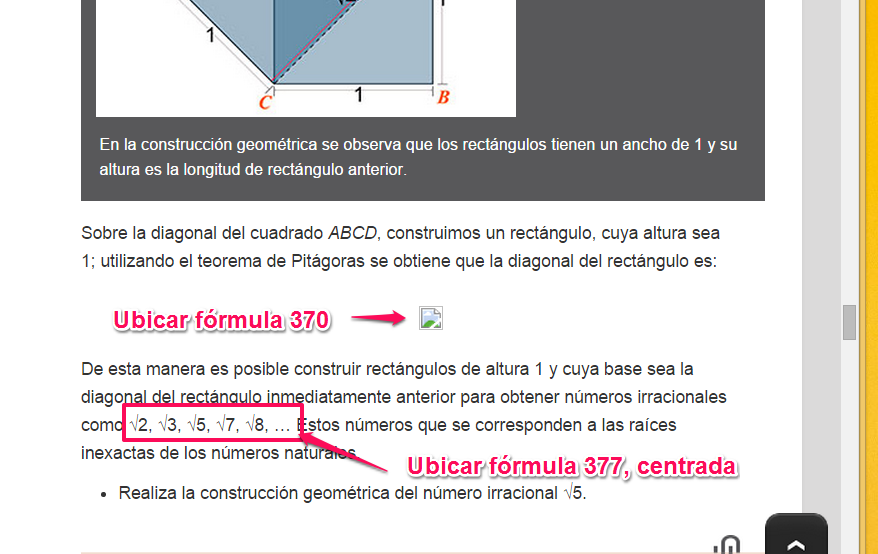 1
C
1
B
En la construcción geométrica se observa que los rectángulos tienen un ancho de 1 y su
altura es la longitud de rectángulo anterior.
Sobre la diagonal del cuadrado ABCD, construimos un rectángulo, cuya altura sea
1; utilizando el teorema de Pitágoras se obtiene que la diagonal del rectángulo es:
Ubicar fórmula 370
De esta manera es posible construir rectángulos de altura 1 y cuya base sea la
diagonal del rectángulo inmediatamente anterior para obtener números irracionales
como √2, √3, √5, √7, √8, … Estos números que se corresponden a las raíces
inexactas de los números naturales
Ubicar fórmula 377, centrada
• Realiza la construcción geométrica del número irracional √5.